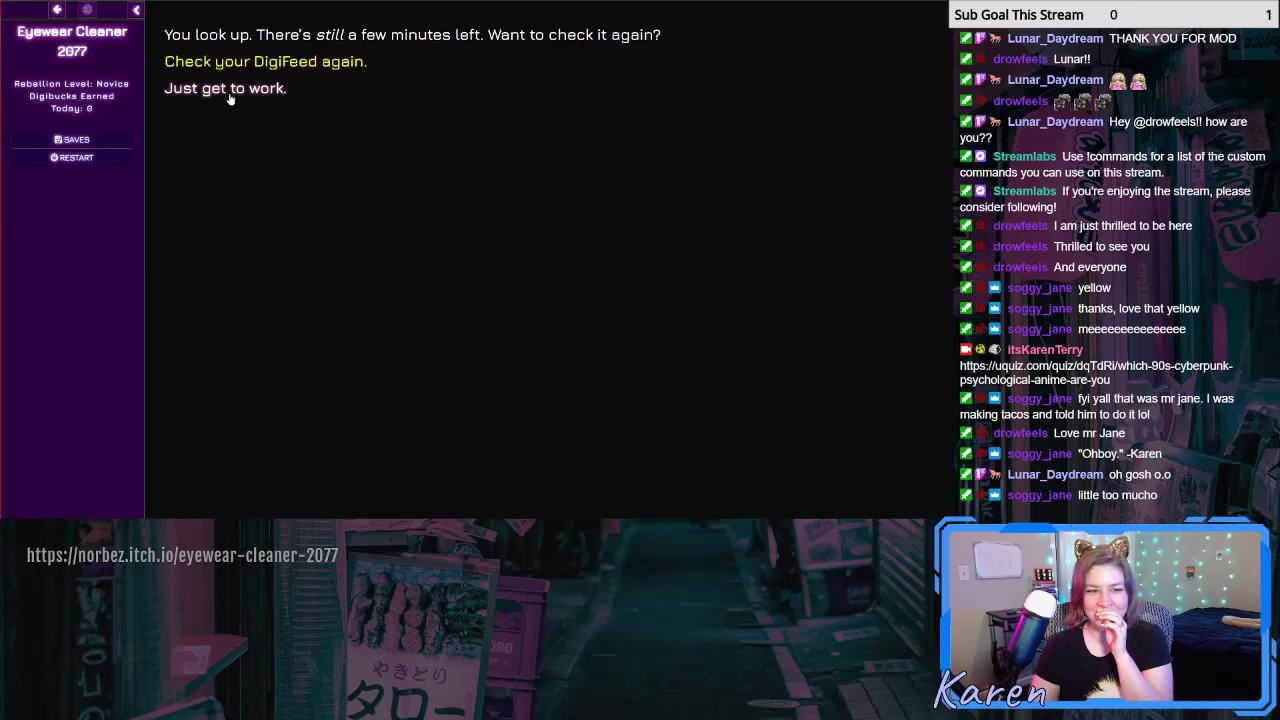 Eyewear Cleaner
2077
Rebellion Level: Novice
Digibucks Earned
Today: 0
SAVES
RESTART
You look up. There's still a few minutes left. Want to check it again?
Check your DigiFeed again.
Just get to work.
Sub Goal This Stream 0 1
Lunar_Daydream THANK YOU FOR MOD
drowfeels Lunar!!
Lunar_Daydream
drowfeels
Lunar_Daydream Hey @drowfeels!! how are
you??
Streamlabs Use !commands for a list of the custom
commands you can use on this stream.
Streamlabs If you're enjoying the stream, please
consider following!
drowfeels I am just thrilled to be here
drowfeels Thrilled to see you
drowfeels And everyone
soggy_jane yellow
soggy_jane thanks, love that yellow
soggy_jane meeeeeeeeeeeeeee
itsKarenTerry
https://uquiz.com/quiz/dqTdRi/which-90s-cyberpunk-
psychological-anime-are-you
soggy_jane fyi yall that was mr jane. I was
making tacos and told him to do it lol
drowfeels Love mr Jane
soggy_jane "Ohboy." -Karen
Lunar_Daydream oh gosh o.o
soggy_jane little too mucho
https://norbez.itch.io/eyewear-cleaner-2077
やきとり
タワー
Karen